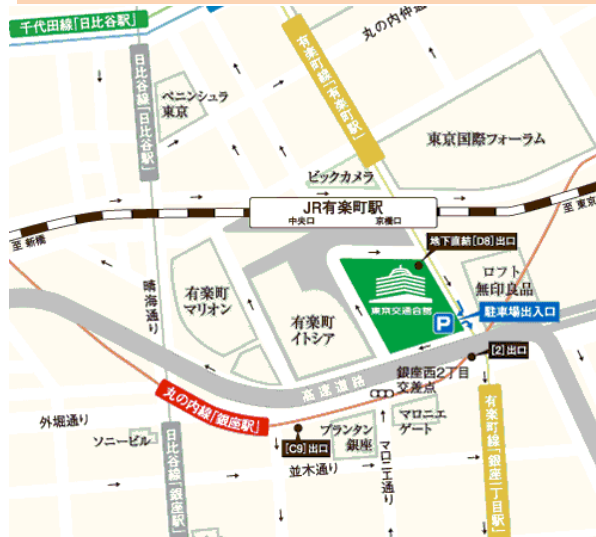 千代田線「日比谷駅」
丸の内仲通り
日比谷線「日比谷駅」
有楽町線「有楽町駅」
ペニンシュラ
東京
東京国際フォーラム
ビックカメラ
JR有楽町駅
中央口
京橋口
至 新橋
至 東京
地下直結[D8]出口
晴海通り
有楽町
マリオン
有楽町
イトシア
東京交通会館
ロフト
無印良品
P
駐車場出入口
[2]出口
高速道路
銀座西2丁目
交差点
丸の内線「銀座駅」
外堀通り
ソニービル
日比谷線「銀座駅」
[C9]出口
プランタン
銀座
並木通り
マロニエ
ゲート
マロニエ通り
有楽町線「銀座一丁目駅」